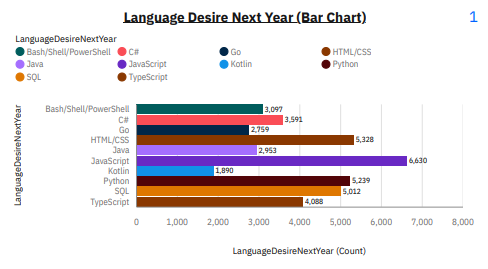 Language Desire Next Year (Bar Chart)
1
LanguageDesireNextYear
Bash/Shell/PowerShell C# Go HTML/CSS
Java JavaScript Kotlin Python
SQL TypeScript
LanguageDesireNextYear
Bash/Shell/PowerShell 3,097
C# 3,591
Go 2,759
HTML/CSS 5,328
Java 2,953
JavaScript 6,630
Kotlin 1,890
Python 5,239
SQL 5,012
TypeScript 4,088
0 1,000 2,000 3,000 4,000 5,000 6,000 7,000 8,000
LanguageDesireNextYear (Count)